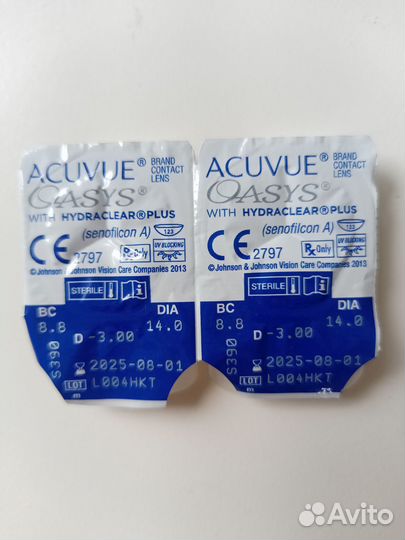 ACUVUE® BRAND CONTACT LENS
OASYS®
WITH HYDRACLEAR®PLUS
(senofilcon A) 123
CE 2797 Rx Only UV BLOCKING
©Johnson & Johnson Vision Care Companies 2013
STERILE
BC DIA
8.8 14.0
D -3.00
S390
2025-08-01
LOT L004HKT
m
ACUVUE® BRAND CONTACT LENS
OASYS®
WITH HYDRACLEAR®PLUS
(senofilcon A) 123
CE 2797 Rx Only UV BLOCKING
©Johnson & Johnson Vision Care Companies 2013
STERILE
BC DIA
8.8 14.0
D -3.00
S390
2025-08-01
LOT L004HKT
m
Avito